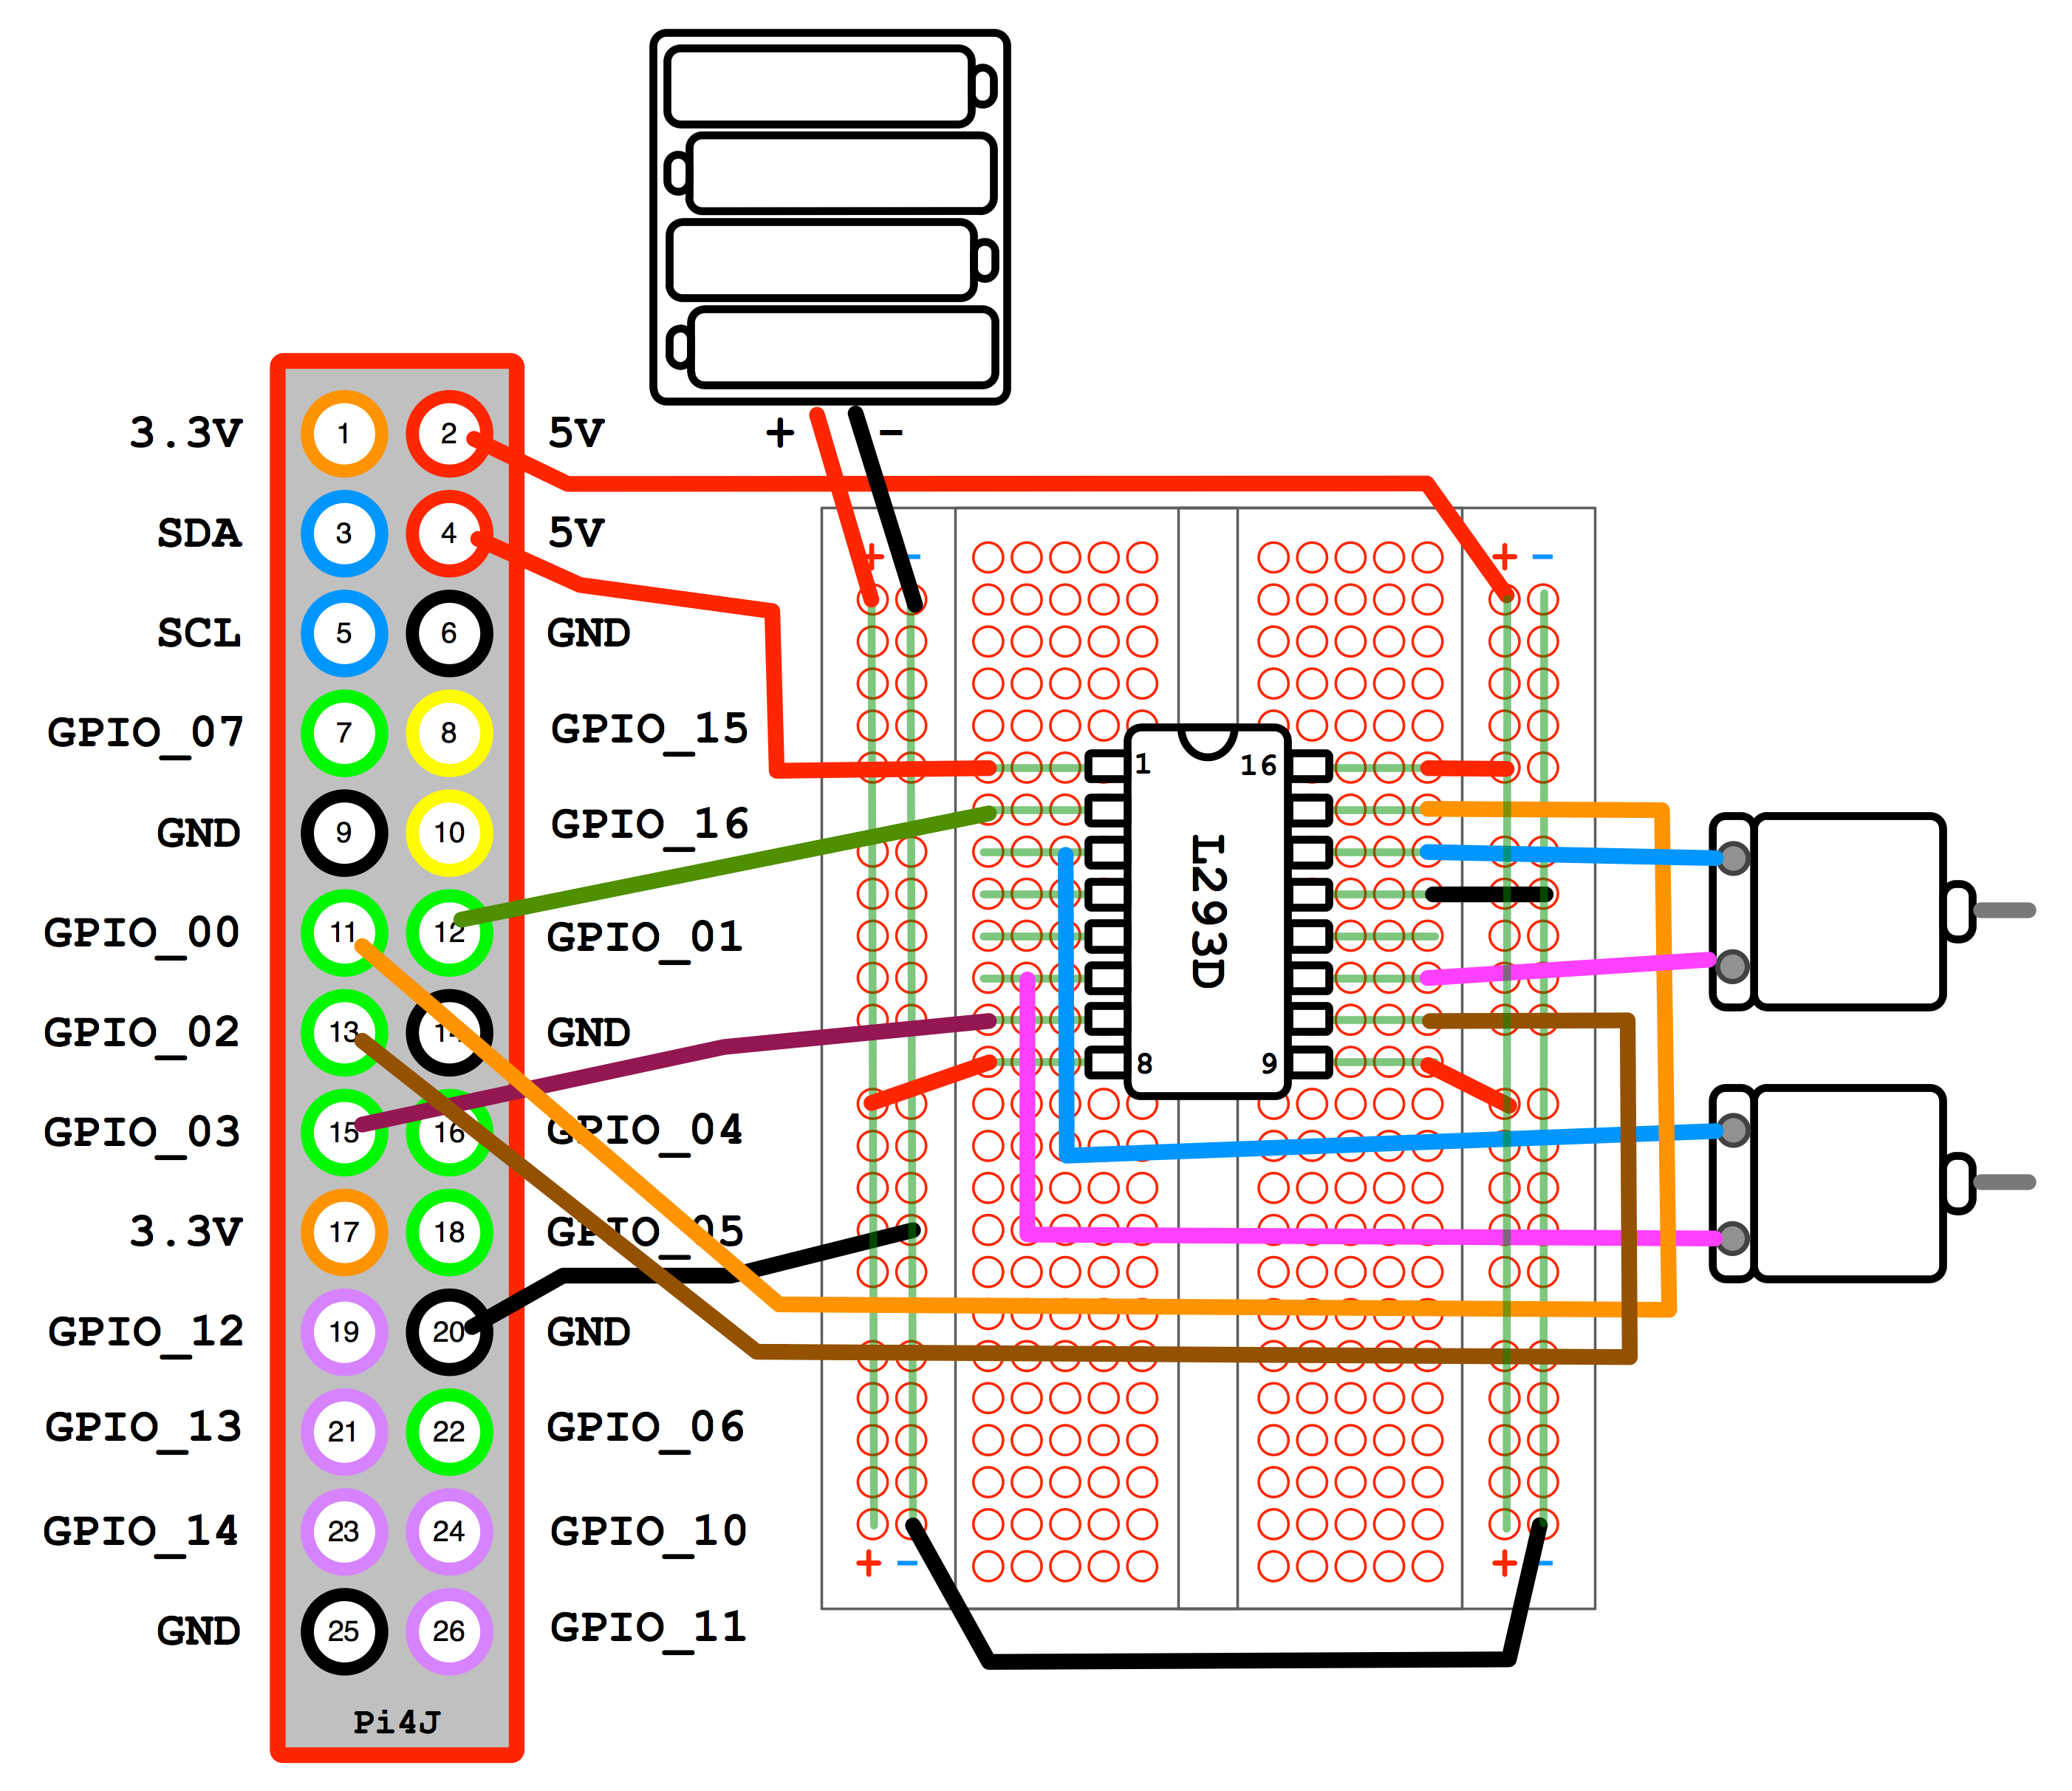 + −
3.3V 1 2 5V
SDA 3 4 5V
+ − + −
SCL 5 6 GND
GPIO_07 7 8 GPIO_15
1 16
GND 9 10 GPIO_16
L293D
GPIO_00 11 12 GPIO_01
GPIO_02 13 14 GND
8 9
GPIO_03 15 16 GPIO_04
3.3V 17 18 GPIO_05
GPIO_12 19 20 GND
GPIO_13 21 22 GPIO_06
GPIO_14 23 24 GPIO_10
+ − + −
GND 25 26 GPIO_11
Pi4J